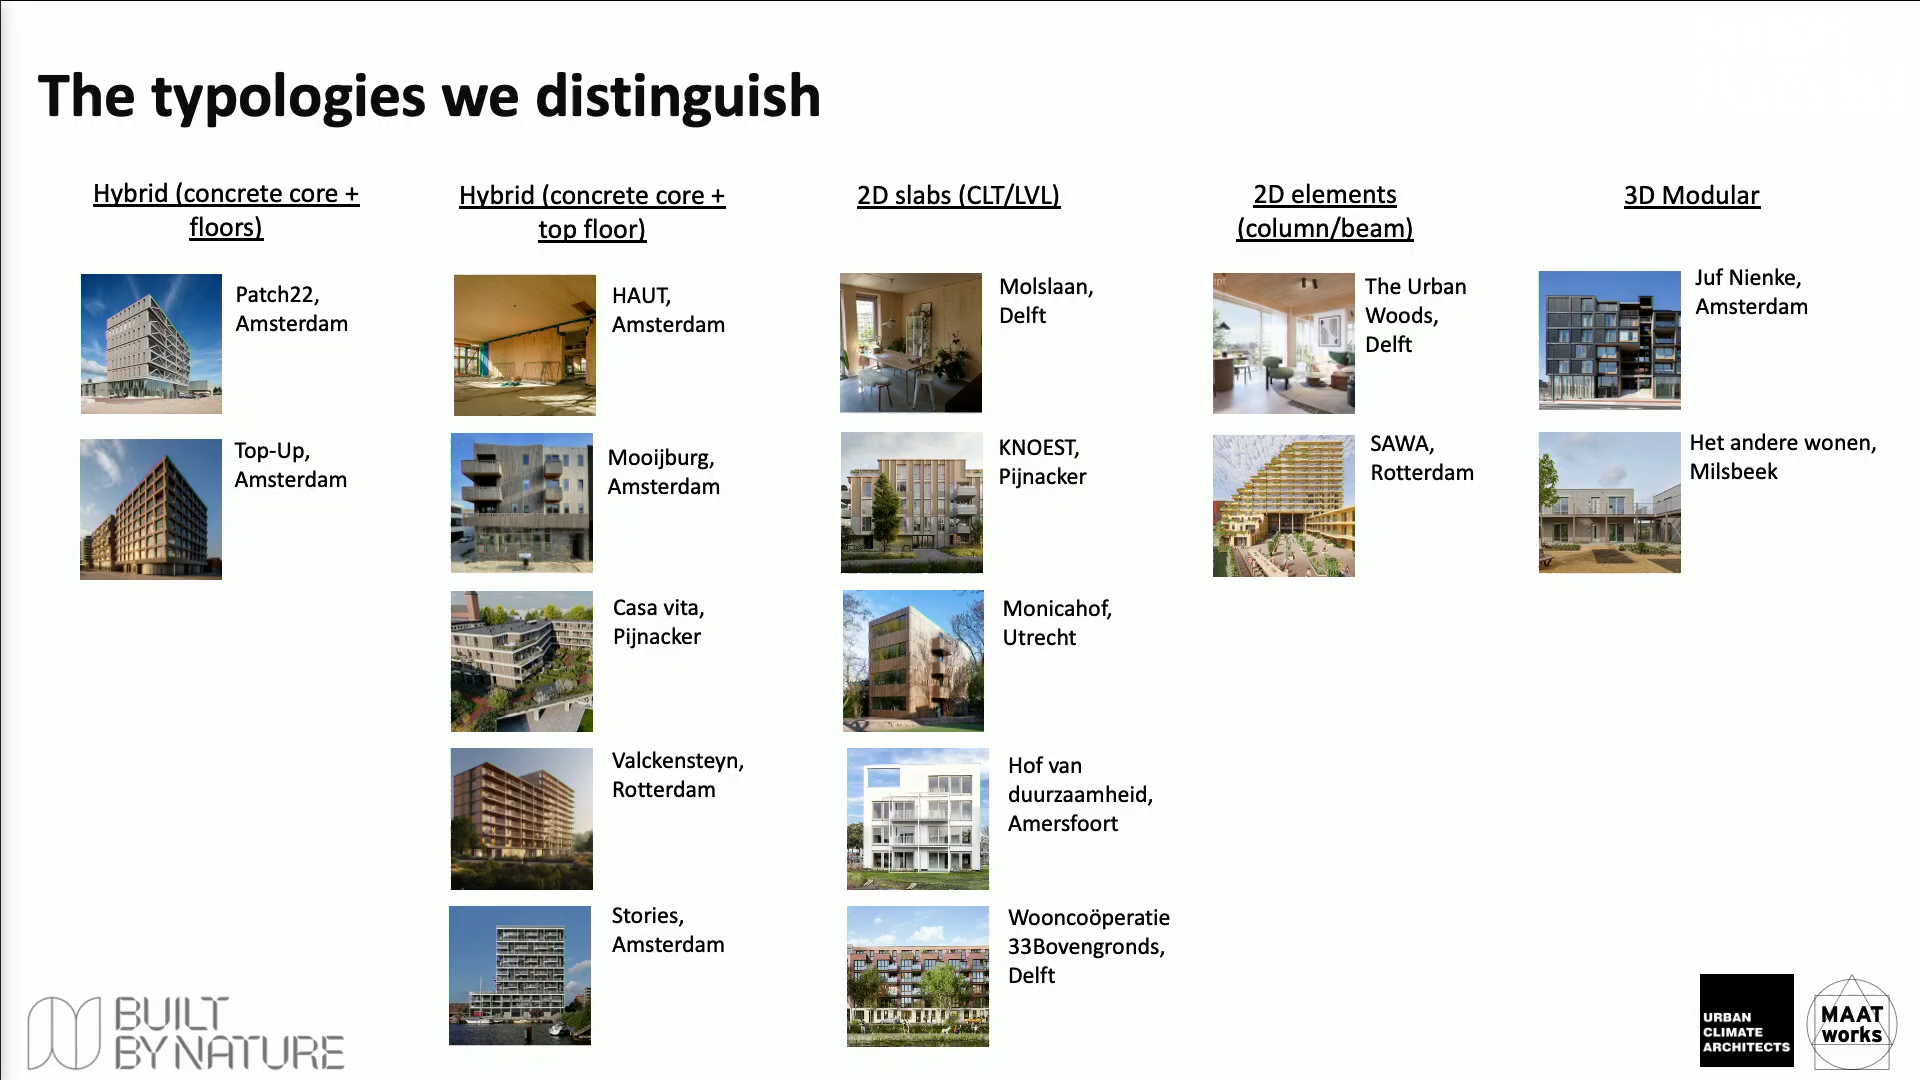 The typologies we distinguish
Hybrid (concrete core +
floors)
Patch22,
Amsterdam
Top-Up,
Amsterdam
Hybrid (concrete core +
top floor)
HAUT,
Amsterdam
Mooijburg,
Amsterdam
Casa vita,
Pijnacker
Valckensteyn,
Rotterdam
Stories,
Amsterdam
2D slabs (CLT/LVL)
Molslaan,
Delft
KNOEST,
Pijnacker
Monicahof,
Utrecht
Hof van
duurzaamheid,
Amersfoort
Wooncoöperatie
33Bovengronds,
Delft
2D elements
(column/beam)
The Urban
Woods,
Delft
SAWA,
Rotterdam
3D Modular
Juf Nienke,
Amsterdam
Het andere wonen,
Milsbeek
BUILT
BY NATURE
URBAN
CLIMATE
ARCHITECTS
MAAT
works